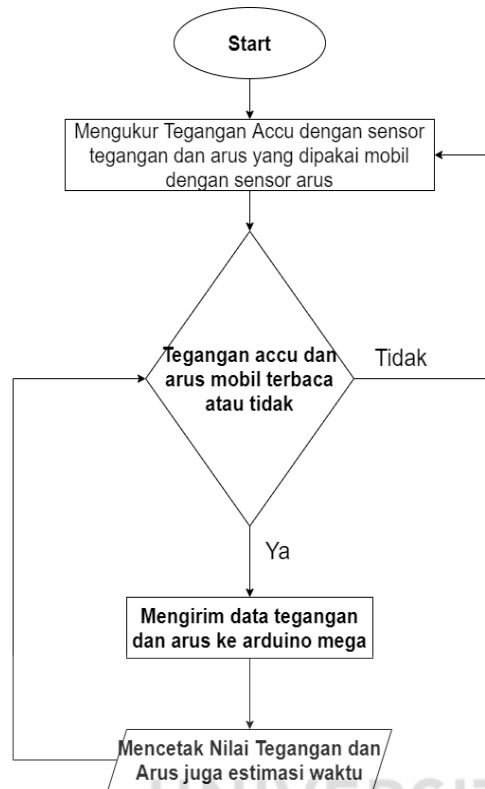 Start
Mengukur Tegangan Accu dengan sensor
tegangan dan arus yang dipakai mobil
dengan sensor arus
Tegangan accu dan
arus mobil terbaca
atau tidak
Tidak
Ya
Mengirim data tegangan
dan arus ke arduino mega
Mencetak Nilai Tegangan dan
Arus juga estimasi waktu